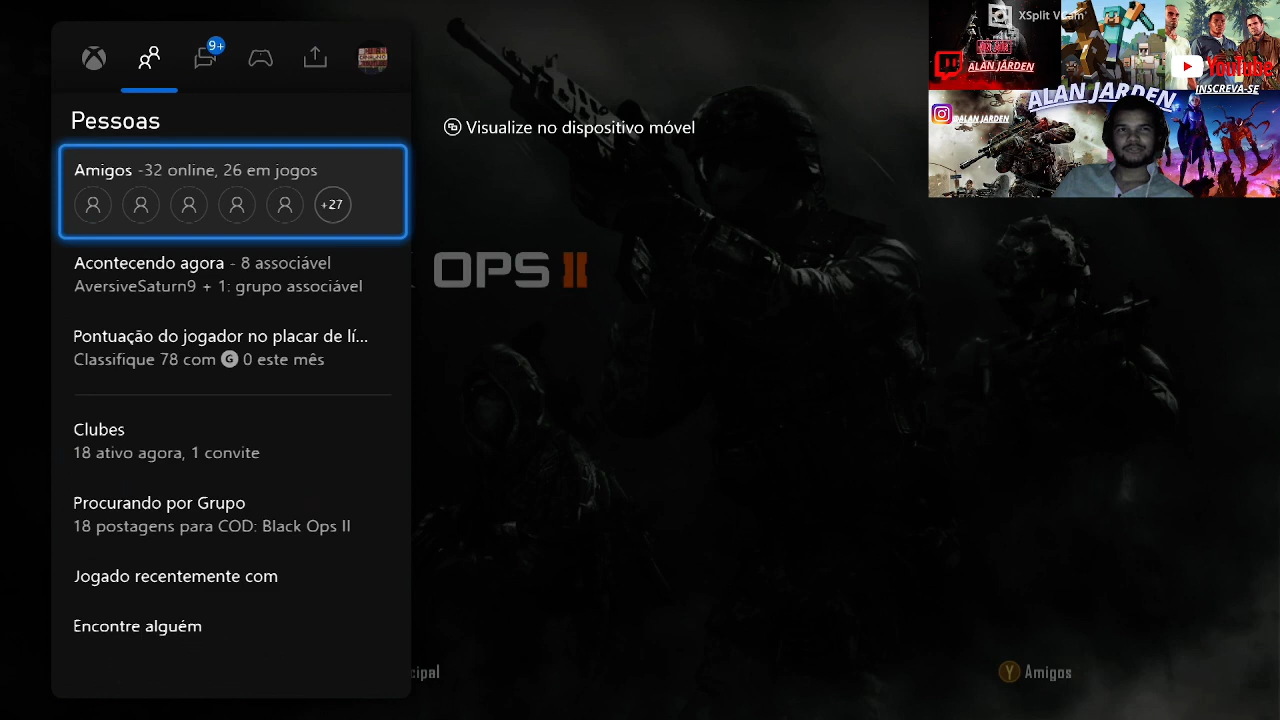 9+
Pessoas
Amigos -32 online, 26 em jogos
+27
Acontecendo agora - 8 associável
AversiveSaturn9 + 1: grupo associável
Pontuação do jogador no placar de lí...
Classifique 78 com G 0 este mês
Clubes
18 ativo agora, 1 convite
Procurando por Grupo
18 postagens para COD: Black Ops II
Jogado recentemente com
Encontre alguém
Visualize no dispositivo móvel
OPS II
cipal
Y Amigos
XSplit VCam
ALAN JARDEN
YouTube
INSCREVA-SE
ALAN JARDEN
@ALAN JARDEN